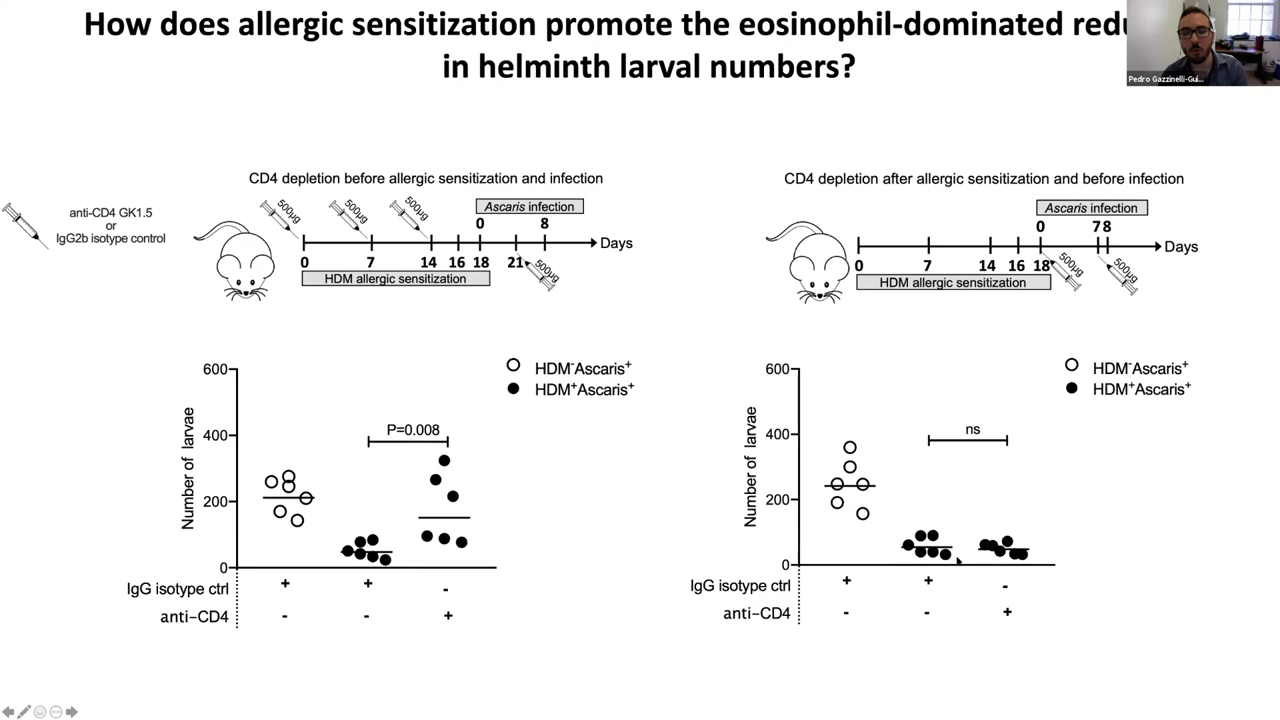 How does allergic sensitization promote the eosinophil-dominated
in helminth larval numbers?
Pedro Gazzinelli-Gui...
CD4 depletion before allergic sensitization and infection
anti-CD4 GK1.5
or
IgG2b isotype control
500µg 500µg 500µg
Ascaris infection
0 8
Days
0 7 14 16 18 21
500µg
HDM allergic sensitization
CD4 depletion after allergic sensitization and before infection
Ascaris infection
0 7 8
Days
0 7 14 16 18
500µg 500µg
HDM allergic sensitization
HDM-Ascaris+
HDM+Ascaris+
Number of larvae
600
400
200
0
P=0.008
IgG isotype ctrl + + -
anti-CD4 - - +
HDM-Ascaris+
HDM+Ascaris+
Number of larvae
600
400
200
0
ns
IgG isotype ctrl + + -
anti-CD4 - - +